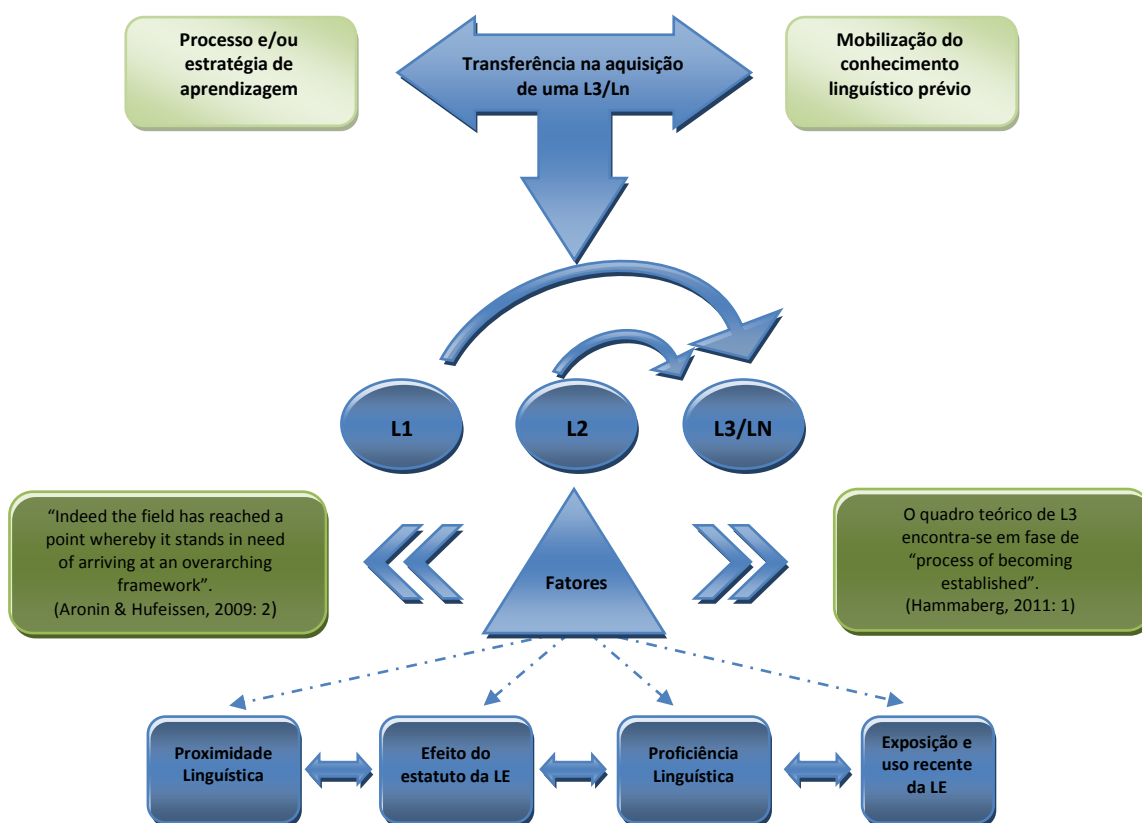 Processo e/ou
estratégia de
aprendizagem
Transferência na aquisição
de uma L3/Ln
Mobilização do
conhecimento
linguístico prévio
L1
L2
L3/LN
“Indeed the field has reached a
point whereby it stands in need
of arriving at an overarching
framework”.
(Aronin & Hufeissen, 2009: 2)
Fatores
O quadro teórico de L3
encontra-se em fase de
“process of becoming
established”.
(Hammaberg, 2011: 1)
Proximidade
Linguística
Efeito do
estatuto da LE
Proficiência
Linguística
Exposição e
uso recente
da LE